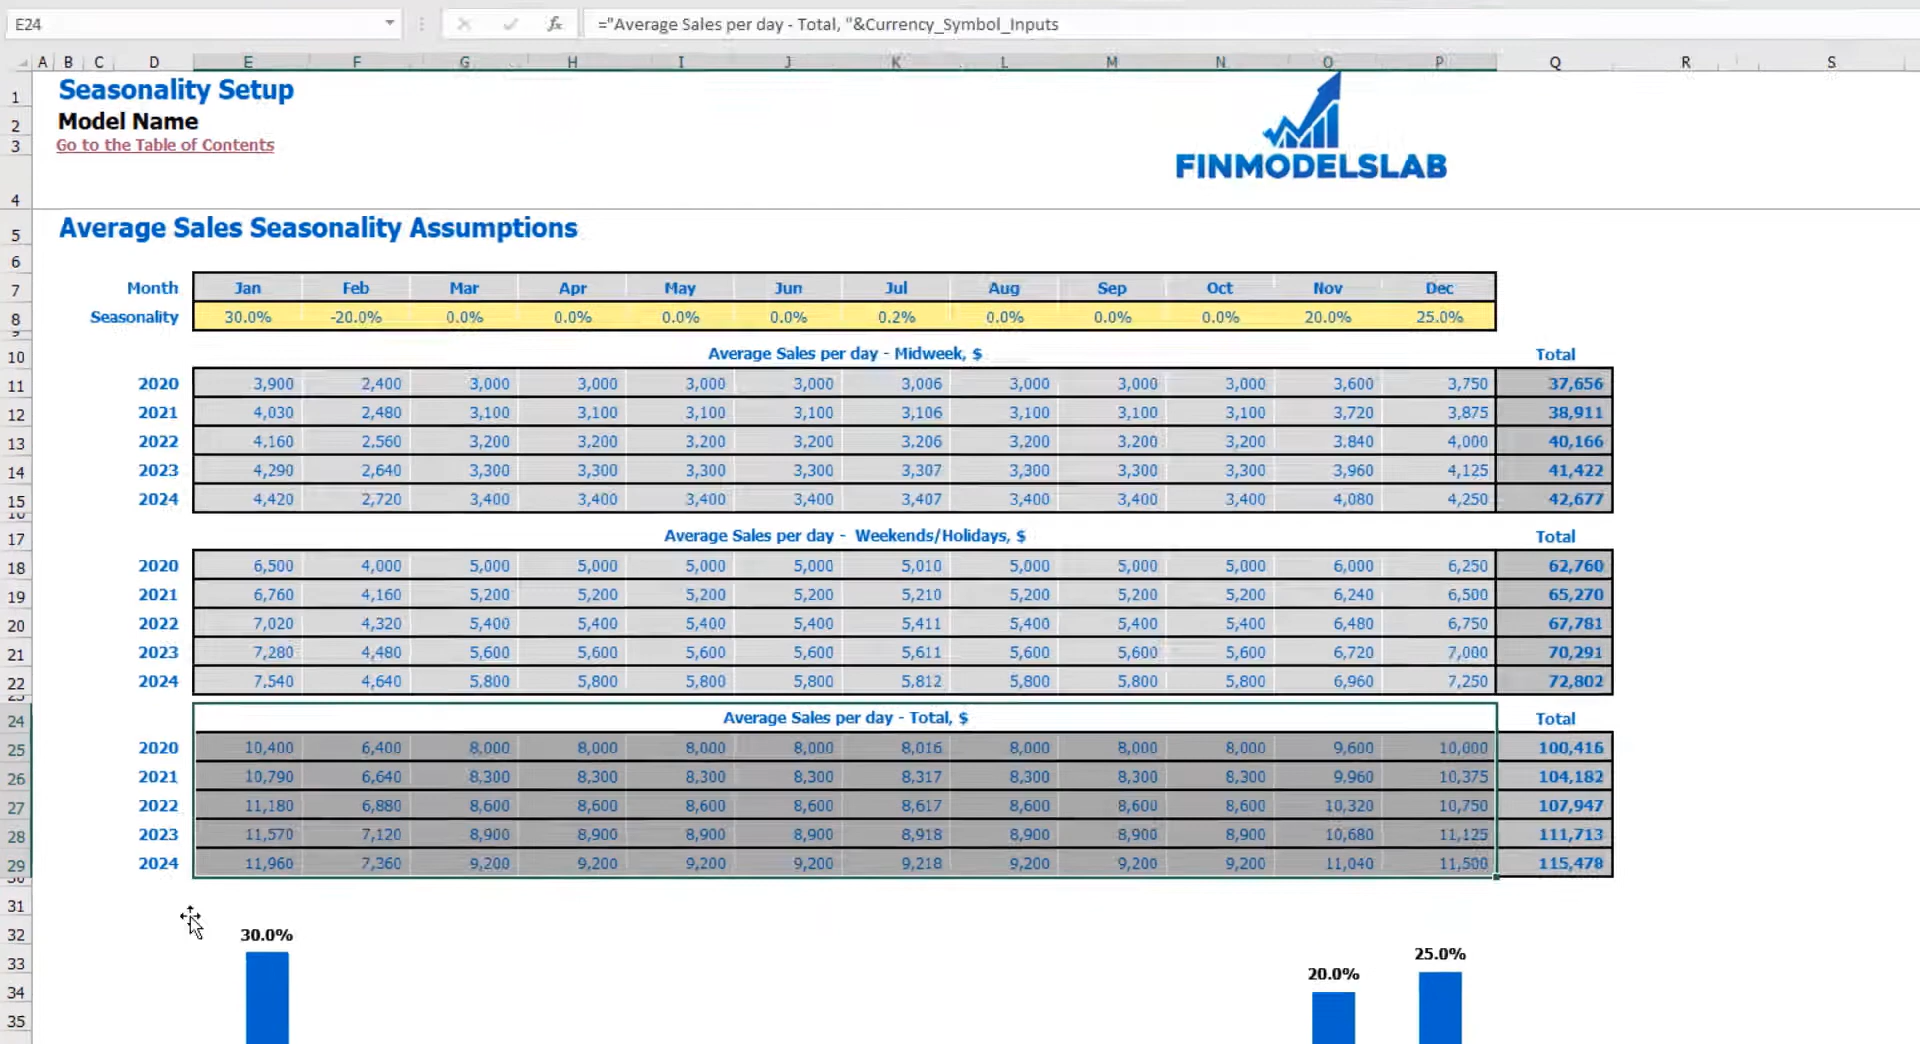 E24
fx
="Average Sales per day - Total, "&Currency_Symbol_Inputs
A B C D E F G H I J K L M N O P Q R S
1 Seasonality Setup
2 Model Name
3 Go to the Table of Contents
FINMODELSLAB
4
5 Average Sales Seasonality Assumptions
6
7 Month Jan Feb Mar Apr May Jun Jul Aug Sep Oct Nov Dec
8 Seasonality 30.0% -20.0% 0.0% 0.0% 0.0% 0.0% 0.2% 0.0% 0.0% 0.0% 20.0% 25.0%
10 Average Sales per day - Midweek, $ Total
11 2020 3,900 2,400 3,000 3,000 3,000 3,000 3,006 3,000 3,000 3,000 3,600 3,750 37,656
12 2021 4,030 2,480 3,100 3,100 3,100 3,100 3,106 3,100 3,100 3,100 3,720 3,875 38,911
13 2022 4,160 2,560 3,200 3,200 3,200 3,200 3,206 3,200 3,200 3,200 3,840 4,000 40,166
14 2023 4,290 2,640 3,300 3,300 3,300 3,300 3,307 3,300 3,300 3,300 3,960 4,125 41,422
15 2024 4,420 2,720 3,400 3,400 3,400 3,400 3,407 3,400 3,400 3,400 4,080 4,250 42,677
17 Average Sales per day - Weekends/Holidays, $ Total
18 2020 6,500 4,000 5,000 5,000 5,000 5,000 5,010 5,000 5,000 5,000 6,000 6,250 62,760
19 2021 6,760 4,160 5,200 5,200 5,200 5,200 5,210 5,200 5,200 5,200 6,240 6,500 65,270
20 2022 7,020 4,320 5,400 5,400 5,400 5,400 5,411 5,400 5,400 5,400 6,480 6,750 67,781
21 2023 7,280 4,480 5,600 5,600 5,600 5,600 5,611 5,600 5,600 5,600 6,720 7,000 70,291
22 2024 7,540 4,640 5,800 5,800 5,800 5,800 5,812 5,800 5,800 5,800 6,960 7,250 72,802
24 Average Sales per day - Total, $ Total
25 2020 10,400 6,400 8,000 8,000 8,000 8,000 8,016 8,000 8,000 8,000 9,600 10,000 100,416
26 2021 10,790 6,640 8,300 8,300 8,300 8,300 8,317 8,300 8,300 8,300 9,960 10,375 104,182
27 2022 11,180 6,880 8,600 8,600 8,600 8,600 8,617 8,600 8,600 8,600 10,320 10,750 107,947
28 2023 11,570 7,120 8,900 8,900 8,900 8,900 8,918 8,900 8,900 8,900 10,680 11,125 111,713
29 2024 11,960 7,360 9,200 9,200 9,200 9,200 9,218 9,200 9,200 9,200 11,040 11,500 115,478
31
32 30.0%
33 20.0% 25.0%
34
35